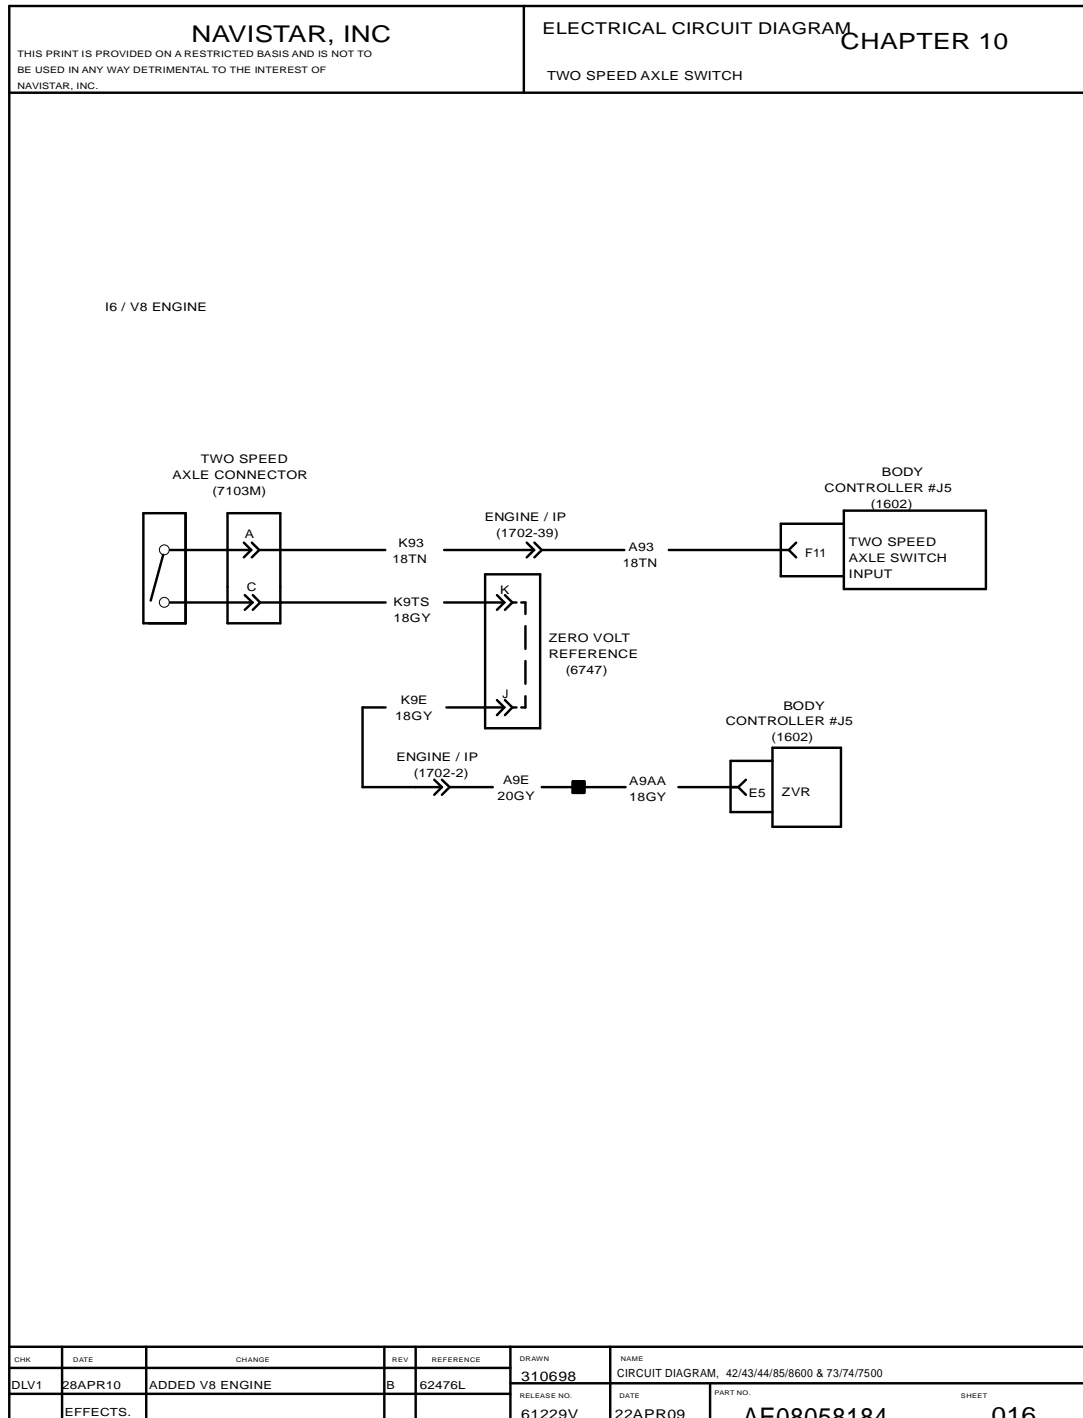 NAVISTAR, INC
THIS PRINT IS PROVIDED ON A RESTRICTED BASIS AND IS NOT TO
BE USED IN ANY WAY DETRIMENTAL TO THE INTEREST OF
NAVISTAR, INC.
ELECTRICAL CIRCUIT DIAGRAM
CHAPTER 10
TWO SPEED AXLE SWITCH
I6 / V8 ENGINE
TWO SPEED
AXLE CONNECTOR
(7103M)
A
C
K93
18TN
ENGINE / IP
(1702-39)
A93
18TN
BODY
CONTROLLER #J5
(1602)
F11
TWO SPEED
AXLE SWITCH
INPUT
K9TS
18GY
K
ZERO VOLT
REFERENCE
(6747)
K9E
18GY
J
ENGINE / IP
(1702-2)
A9E
20GY
A9AA
18GY
BODY
CONTROLLER #J5
(1602)
E5
ZVR
CHK DATE CHANGE REV REFERENCE
DLV1 28APR10 ADDED V8 ENGINE B 62476L
EFFECTS.
DRAWN
310698
NAME
CIRCUIT DIAGRAM, 42/43/44/85/8600 & 73/74/7500
RELEASE NO.
61229V
DATE
22APR09
PART NO.
AE08058184
SHEET
016